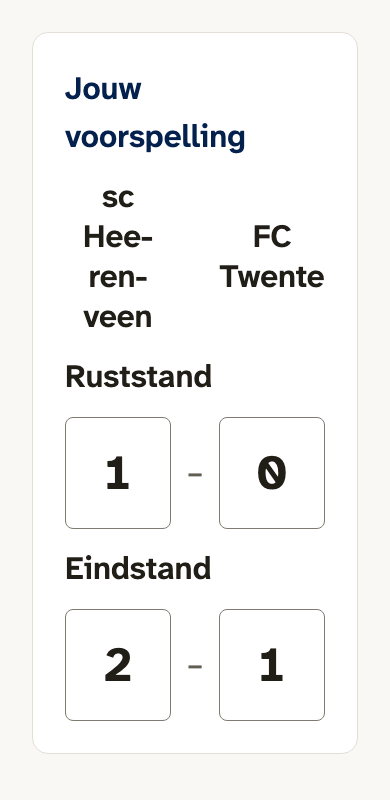 Jouw
voorspelling
sc
Hee-
ren-
veen
FC
Twente
Ruststand
1 - 0
Eindstand
2 - 1